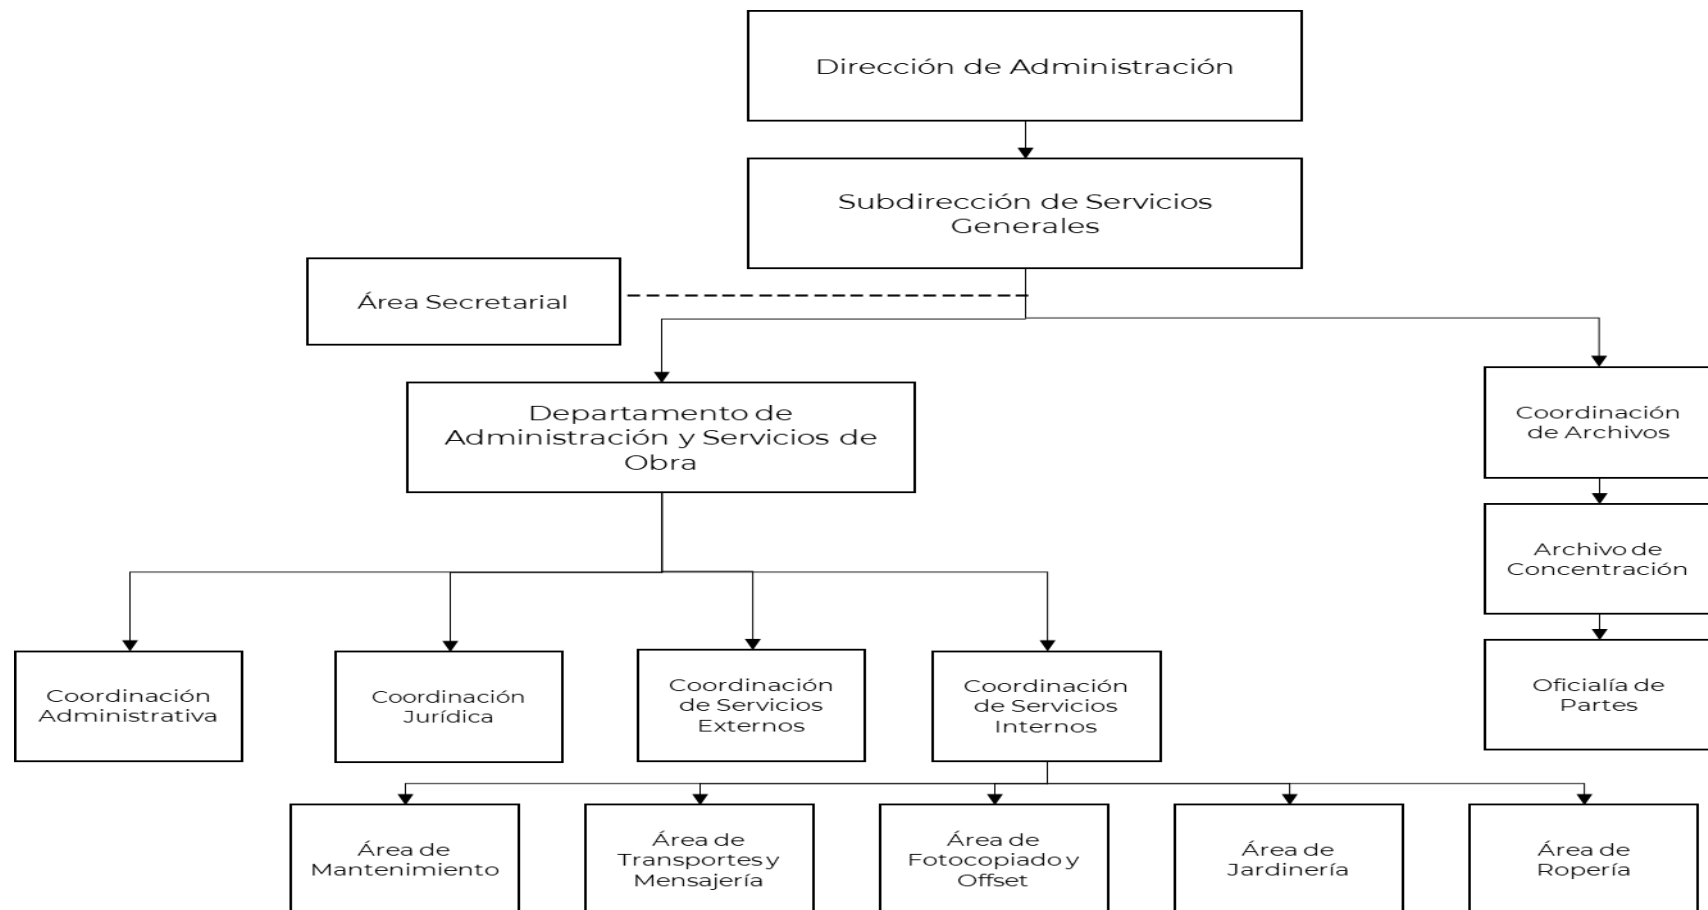 Dirección de Administración
Subdirección de Servicios
Generales
Área Secretarial
Departamento de
Administración y Servicios de
Obra
Coordinación
de Archivos
Archivo de
Concentración
Oficialía de
Partes
Coordinación
Administrativa
Coordinación
Jurídica
Coordinación
de Servicios
Externos
Coordinación
de Servicios
Internos
Área de
Mantenimiento
Área de
Transportes y
Mensajería
Área de
Fotocopiado y
Offset
Área de
Jardinería
Área de
Ropería